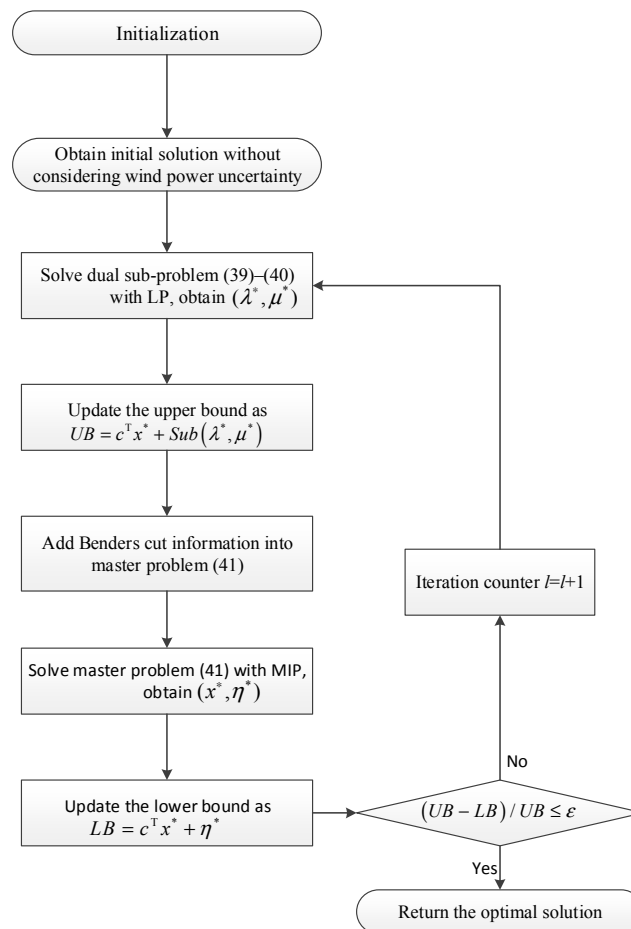 Initialization
Obtain initial solution without
considering wind power uncertainty
Solve dual sub-problem (39)–(40)
with LP, obtain (λ*, μ*)
Update the upper bound as
UB = cᵀx* + Sub(λ*, μ*)
Add Benders cut information into
master problem (41)
Solve master problem (41) with MIP,
obtain (x*, η*)
Update the lower bound as
LB = cᵀx* + η*
(UB − LB) / UB ≤ ε
No
Iteration counter l=l+1
Yes
Return the optimal solution